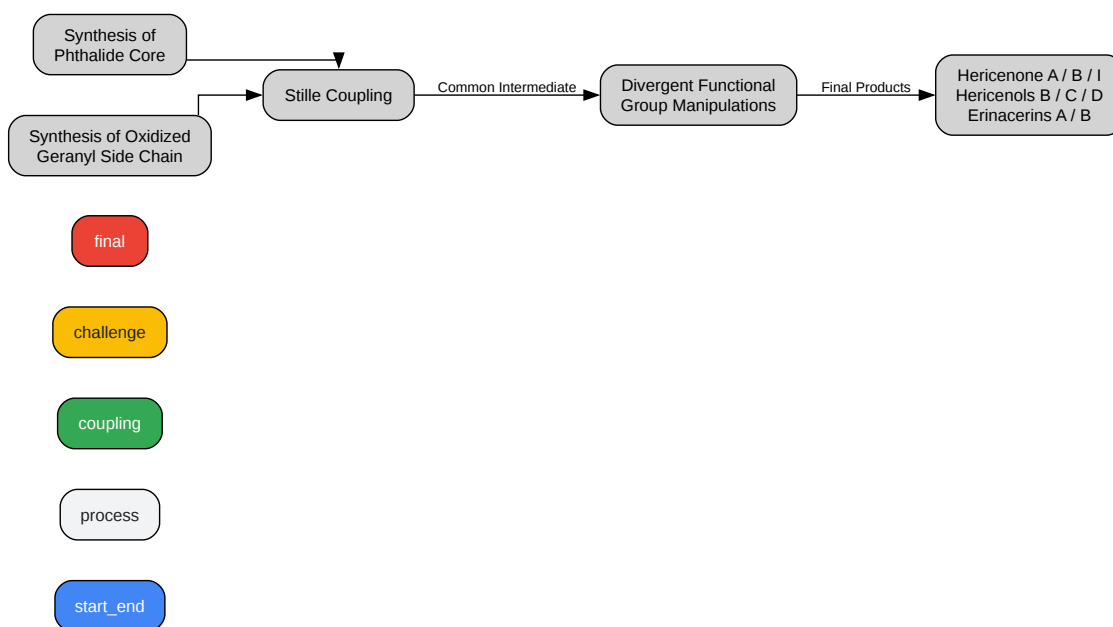 Synthesis of
Phthalide Core
Synthesis of Oxidized
Geranyl Side Chain
Stille Coupling
Common Intermediate
Divergent Functional
Group Manipulations
Final Products
Hericenone A / B / I
Hericenols B / C / D
Erinacerins A / B
final
challenge
coupling
process
start_end